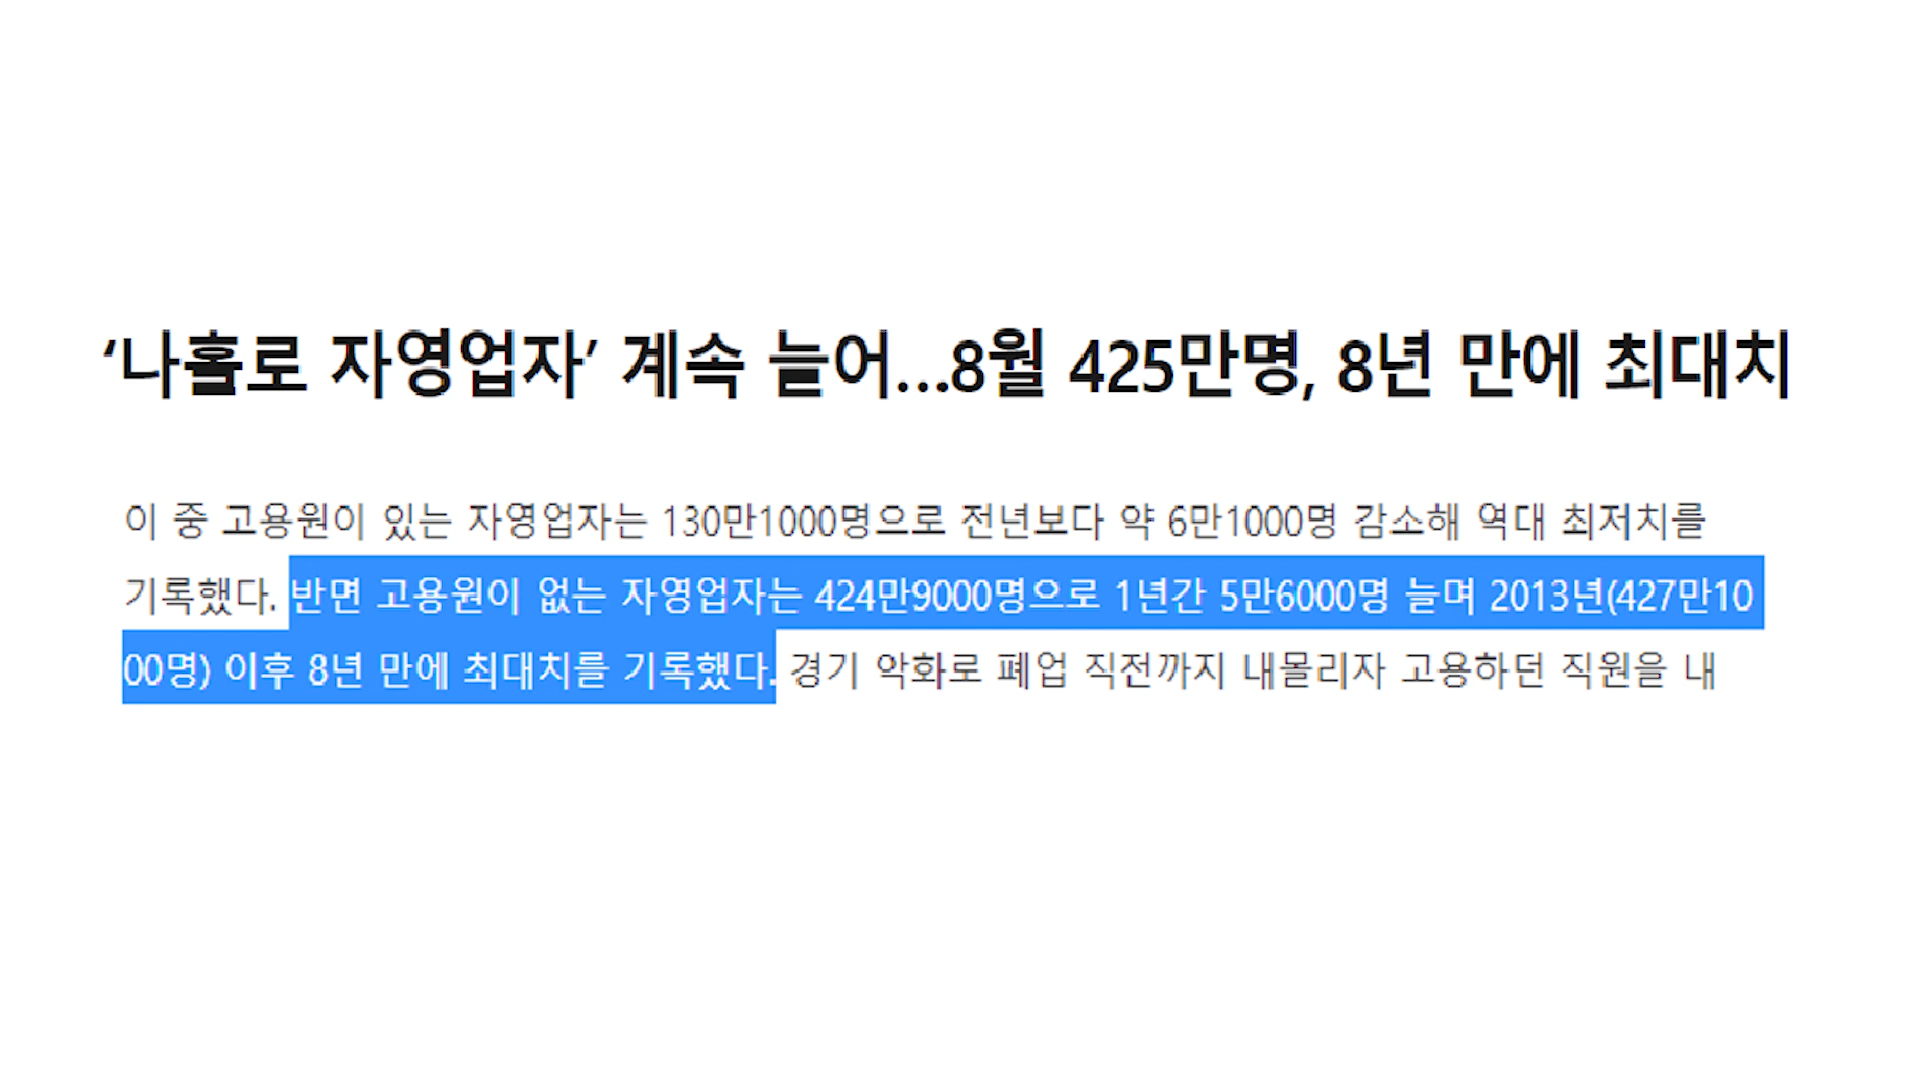 ‘나홀로 자영업자’ 계속 늘어...8월 425만명, 8년 만에 최대치
이 중 고용원이 있는 자영업자는 130만1000명으로 전년보다 약 6만1000명 감소해 역대 최저치를
기록했다. 반면 고용원이 없는 자영업자는 424만9000명으로 1년간 5만6000명 늘며 2013년(427만10
00명) 이후 8년 만에 최대치를 기록했다. 경기 악화로 폐업 직전까지 내몰리자 고용하던 직원을 내